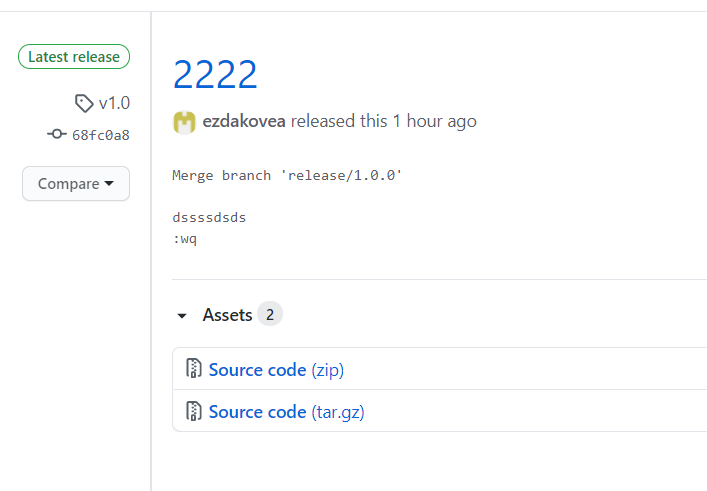 Latest release
v1.0
68fc0a8
Compare
2222
ezdakovea released this 1 hour ago
Merge branch 'release/1.0.0'
dssssdsds
:wq
Assets 2
Source code (zip)
Source code (tar.gz)